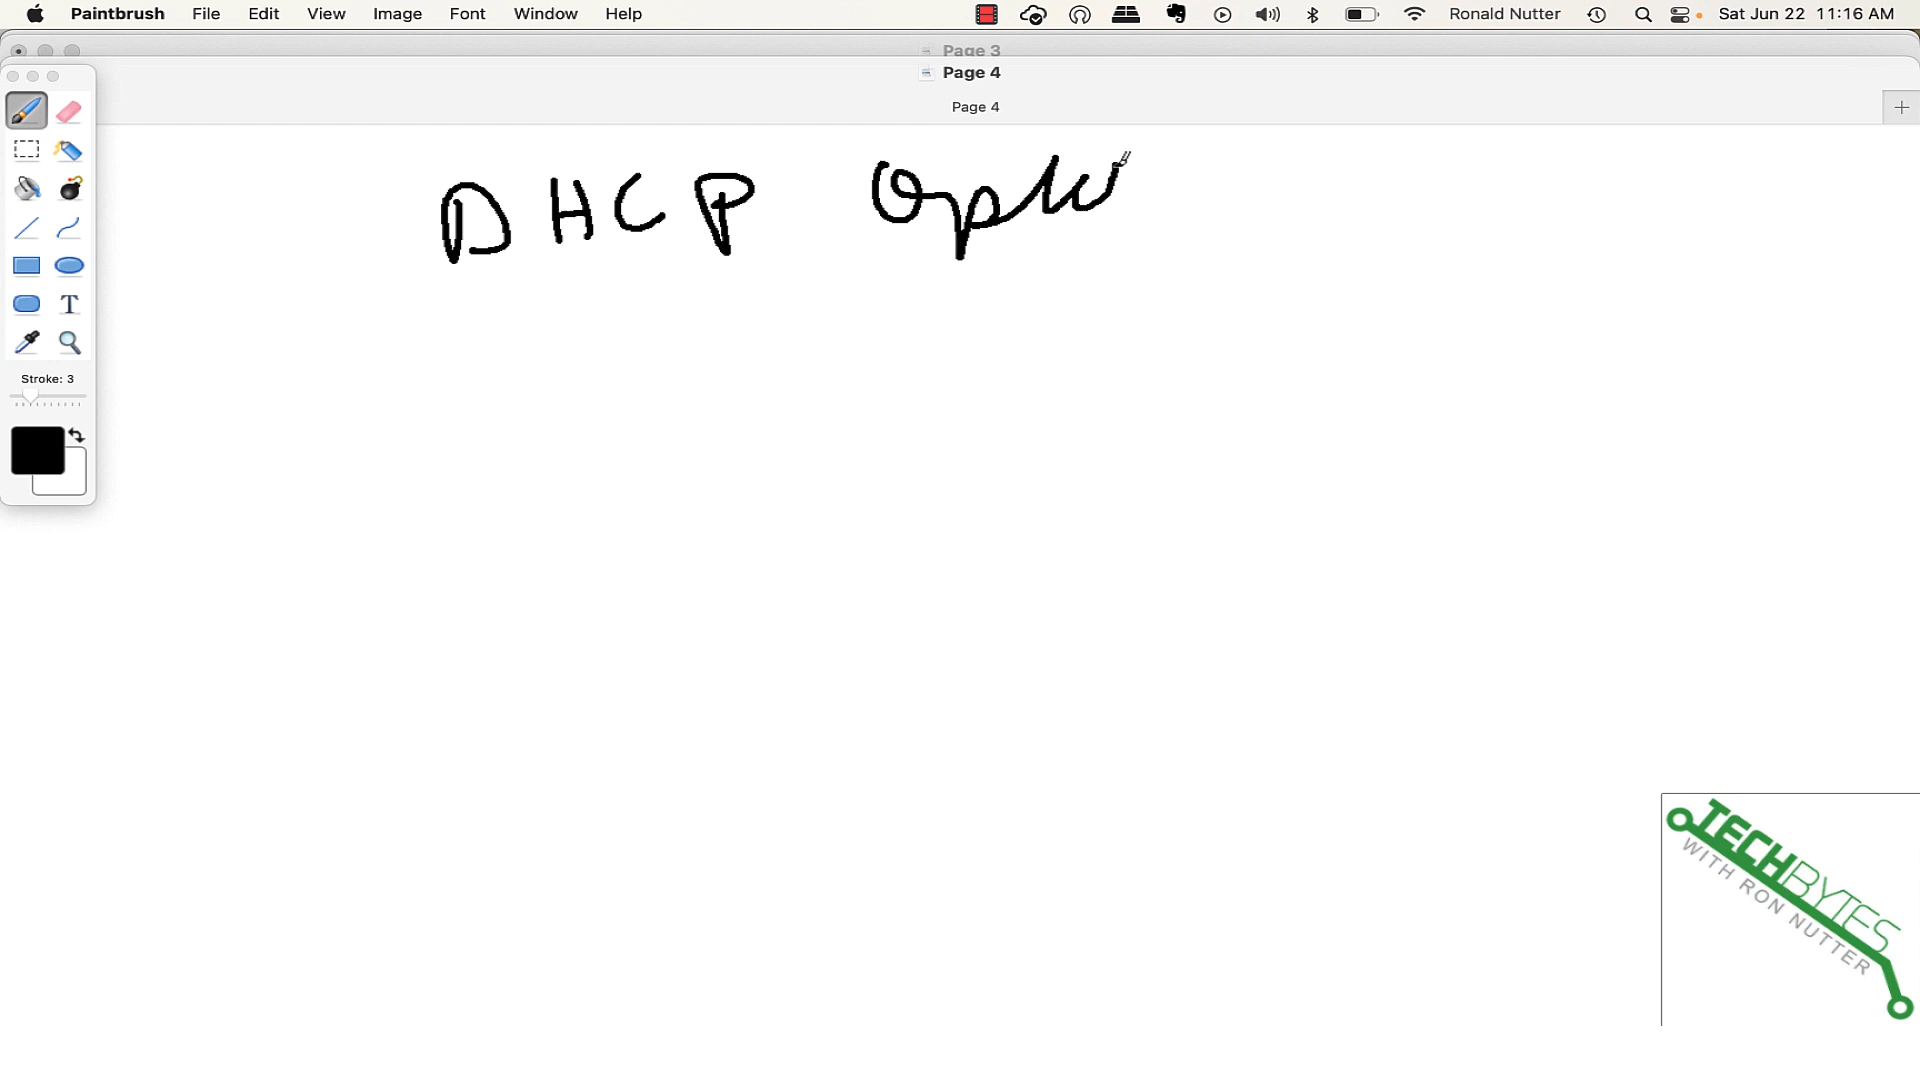 Paintbrush File Edit View Image Font Window Help Ronald Nutter Sat Jun 22 11:16 AM
Page 3
Page 4
Page 4
DHCP
T
Stroke: 3
TECHBYTES
WITH RON NUTTER